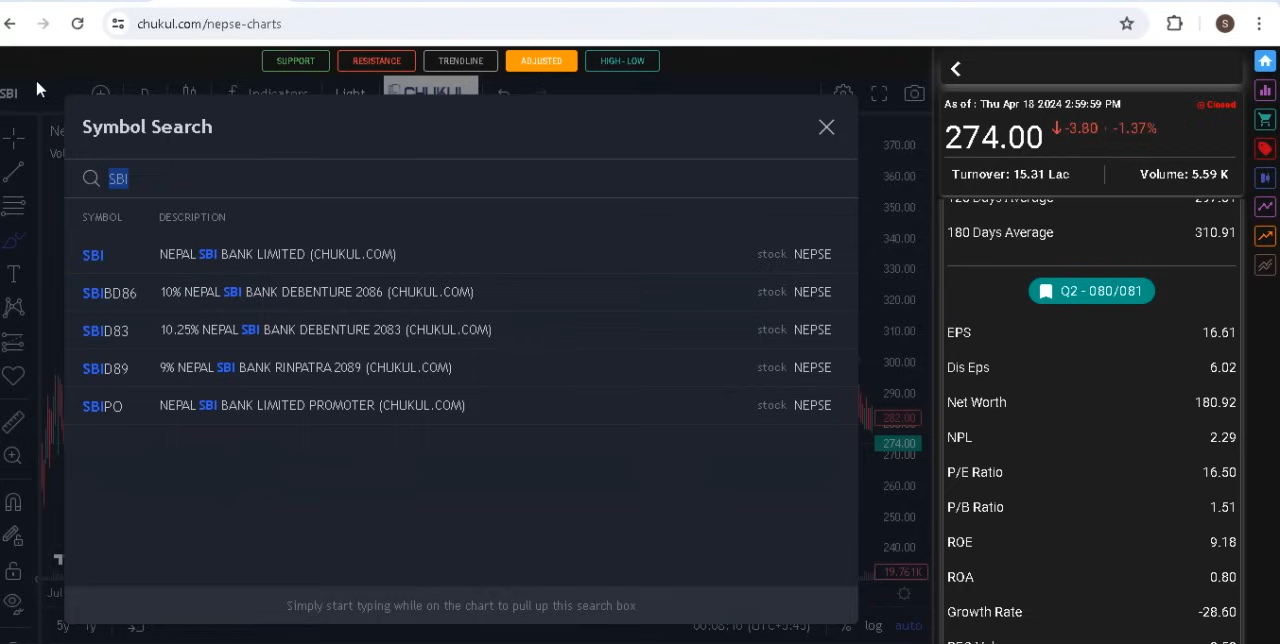 chukul.com/nepse-charts
S
SUPPORT
RESISTANCE
TRENDLINE
ADJUSTED
HIGH-LOW
SBI
D
Indicators
Light
CHUKUL
Symbol Search
SBI
SYMBOL DESCRIPTION
SBI NEPAL SBI BANK LIMITED (CHUKUL.COM) stock NEPSE
SBIBD86 10% NEPAL SBI BANK DEBENTURE 2086 (CHUKUL.COM) stock NEPSE
SBID83 10.25% NEPAL SBI BANK DEBENTURE 2083 (CHUKUL.COM) stock NEPSE
SBID89 9% NEPAL SBI BANK RINPATRA 2089 (CHUKUL.COM) stock NEPSE
SBIPO NEPAL SBI BANK LIMITED PROMOTER (CHUKUL.COM) stock NEPSE
Simply start typing while on the chart to pull up this search box
370.00
360.00
350.00
340.00
330.00
320.00
310.00
300.00
290.00
282.00
274.00
270.00
260.00
250.00
240.00
19.761K
5y 1y
% log auto
As of : Thu Apr 18 2024 2:59:59 PM Closed
274.00 -3.80 -1.37%
Turnover: 15.31 Lac Volume: 5.59 K
180 Days Average 310.91
Q2 - 080/081
EPS 16.61
Dis Eps 6.02
Net Worth 180.92
NPL 2.29
P/E Ratio 16.50
P/B Ratio 1.51
ROE 9.18
ROA 0.80
Growth Rate -28.60